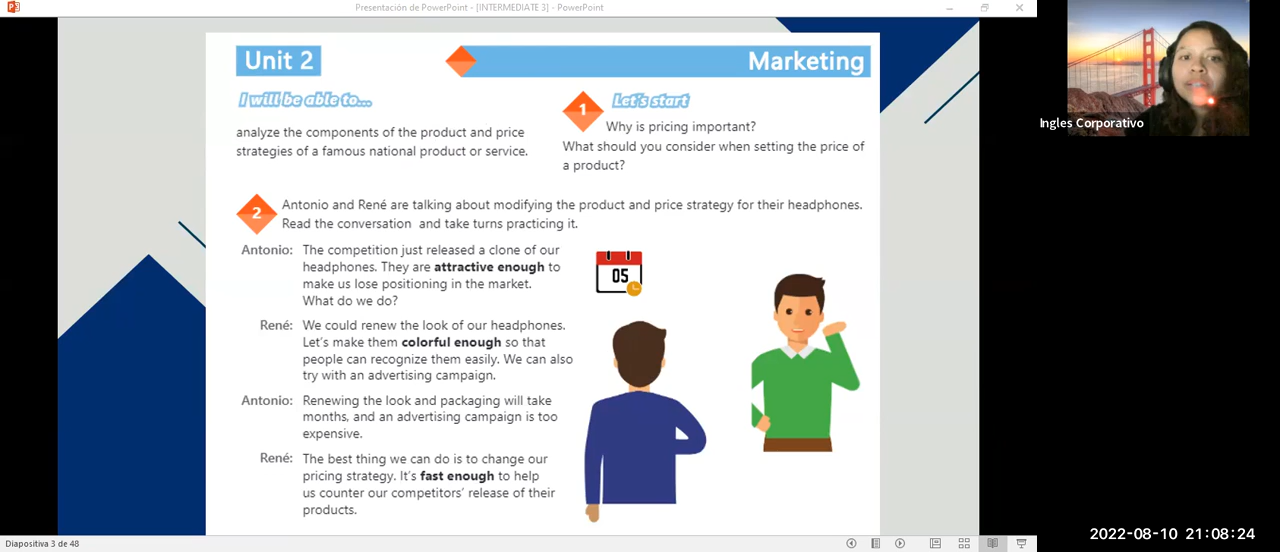 Presentación de PowerPoint - [INTERMEDIATE 3] - PowerPoint
Unit 2
Marketing
I will be able to...
analyze the components of the product and price
strategies of a famous national product or service.
1
Let's start
Why is pricing important?
What should you consider when setting the price of
a product?
2
Antonio and René are talking about modifying the product and price strategy for their headphones.
Read the conversation and take turns practicing it.
Antonio: The competition just released a clone of our
headphones. They are attractive enough to
make us lose positioning in the market.
What do we do?
René: We could renew the look of our headphones.
Let's make them colorful enough so that
people can recognize them easily. We can also
try with an advertising campaign.
Antonio: Renewing the look and packaging will take
months, and an advertising campaign is too
expensive.
René: The best thing we can do is to change our
pricing strategy. It's fast enough to help
us counter our competitors' release of their
products.
05
Ingles Corporativo
2022-08-10 21:08:24
Diapositiva 3 de 48